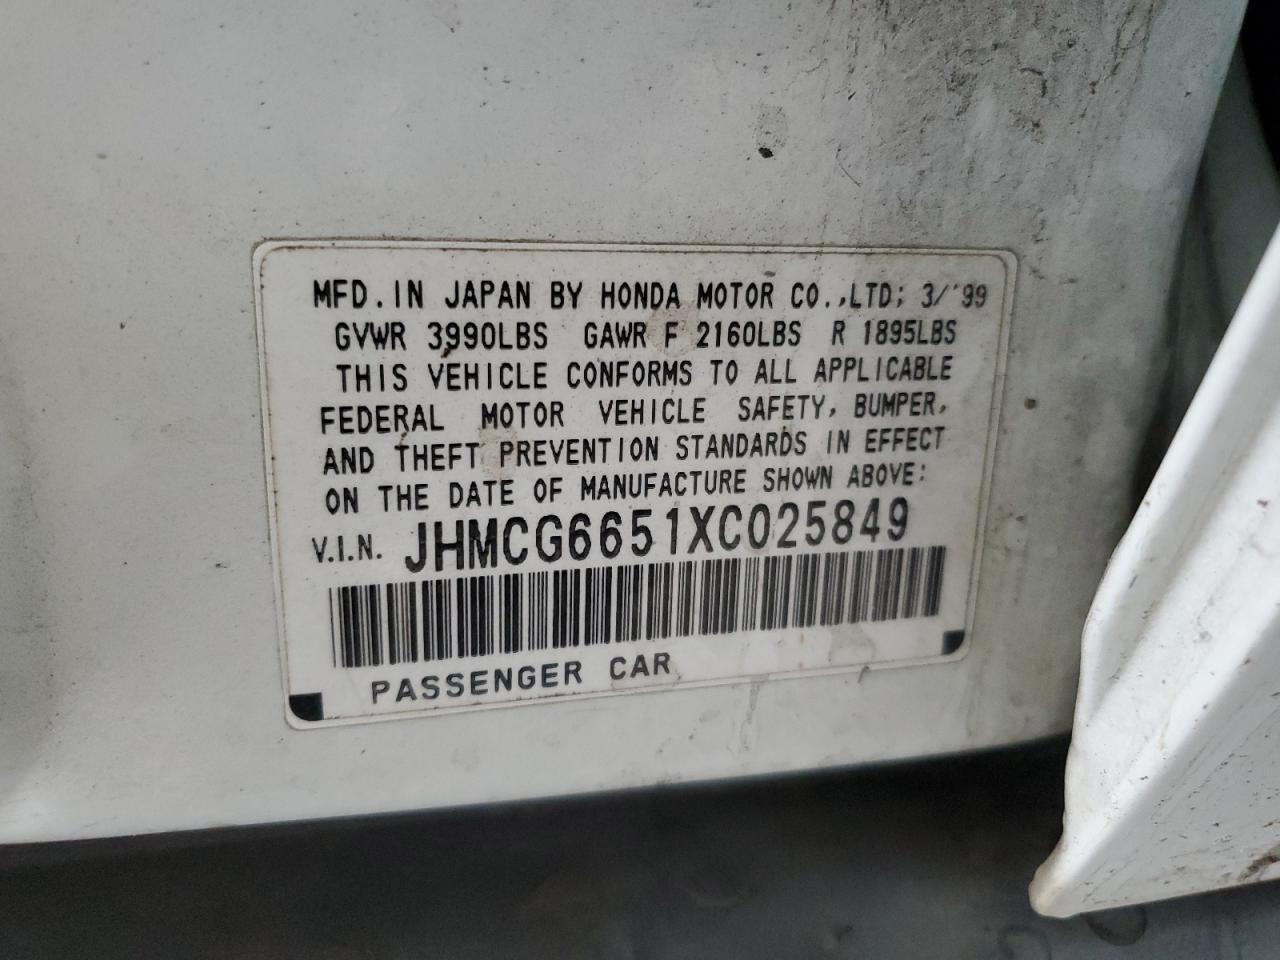 MFD. IN JAPAN BY HONDA MOTOR CO.,LTD; 3/'99
GVWR 3990LBS GAWR F 2160LBS R 1895LBS
THIS VEHICLE CONFORMS TO ALL APPLICABLE
FEDERAL MOTOR VEHICLE SAFETY, BUMPER,
AND THEFT PREVENTION STANDARDS IN EFFECT
ON THE DATE OF MANUFACTURE SHOWN ABOVE:
V.I.N. JHMCG6651XC025849
PASSENGER CAR